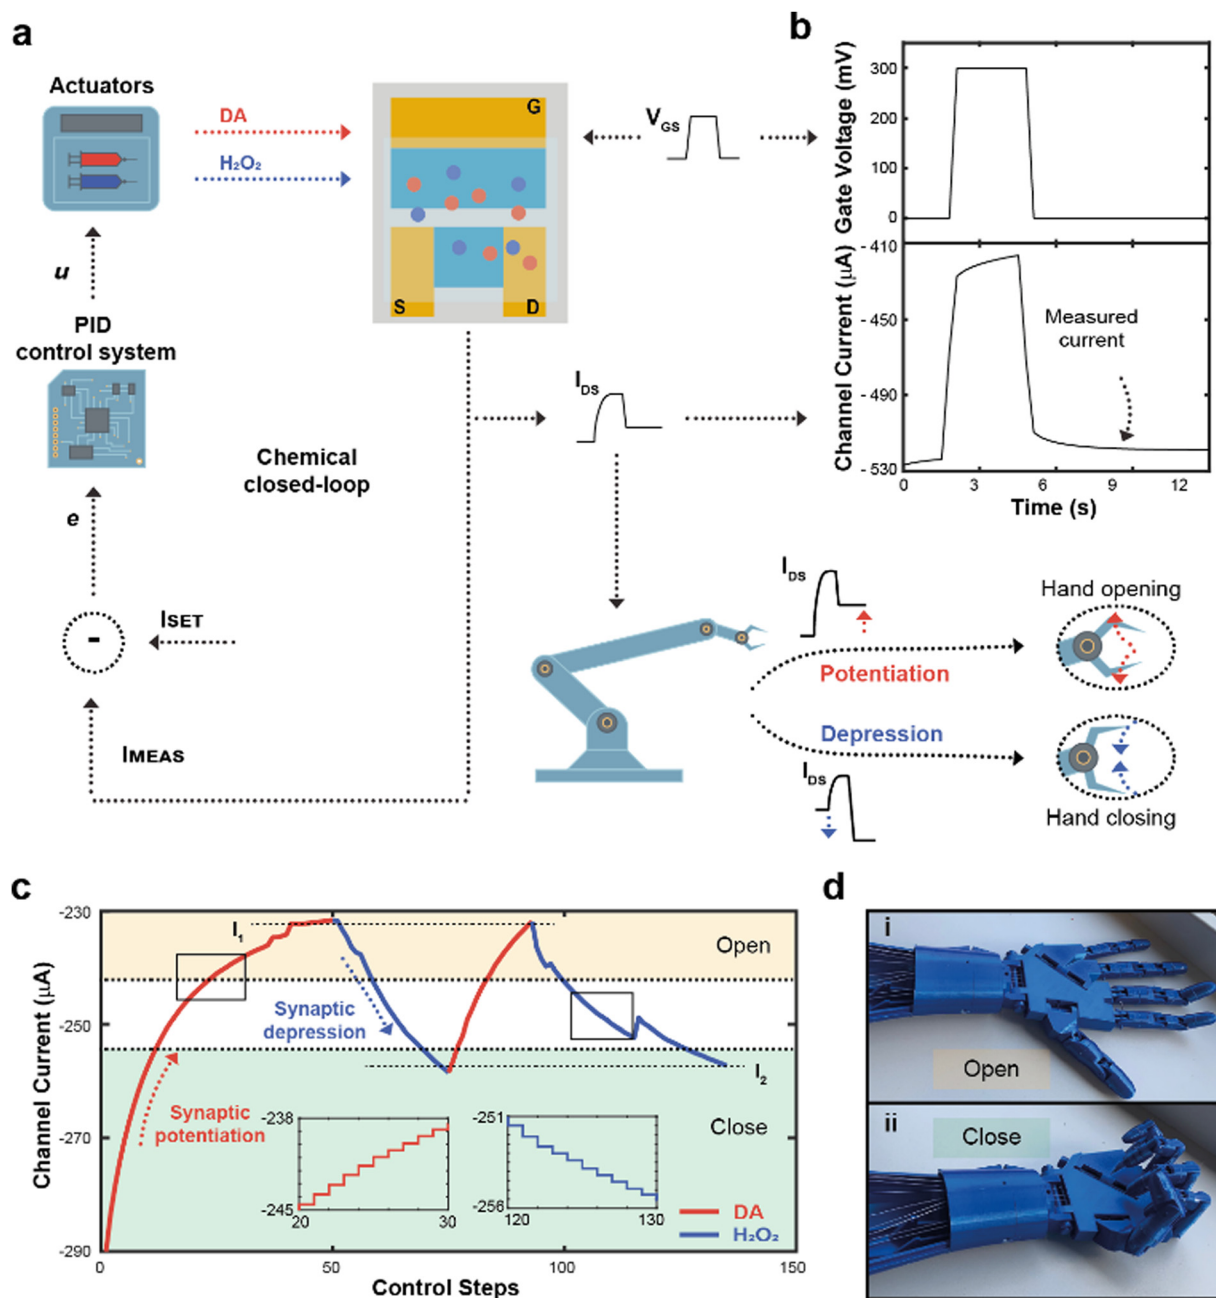 a
Actuators
DA
H₂O₂
G
S
D
V_GS
u
PID
control system
e
I_SET
I_MEAS
Chemical
closed-loop
I_DS
I_DS
Hand opening
Potentiation
Depression
I_DS
Hand closing
b
Gate Voltage (mV)
300
200
100
0
Channel Current (μA)
-410
-450
-490
-530
Measured
current
0 3 6 9 12
Time (s)
c
Channel Current (μA)
-230
-250
-270
-290
I₁
Open
Synaptic
depression
I₂
Synaptic
potentiation
Close
-238
-245
20 30
-251
-256
120 130
DA
H₂O₂
0 50 100 150
Control Steps
d
i
Open
ii
Close